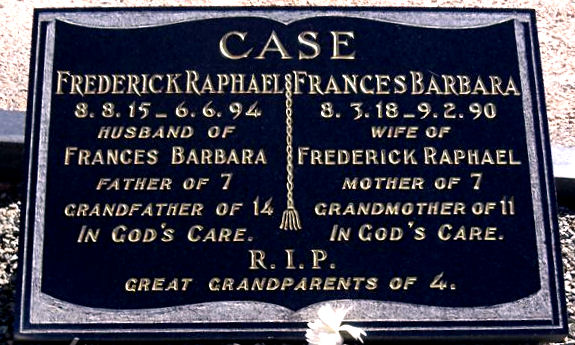 CASE
FREDERICK RAPHAEL
8.8.15 _ 6.6.94
HUSBAND OF
FRANCES BARBARA
FATHER OF 7
GRANDFATHER OF 14
IN GOD'S CARE.
FRANCES BARBARA
8.3.18 _ 9.2.90
WIFE OF
FREDERICK RAPHAEL
MOTHER OF 7
GRANDMOTHER OF 11
IN GOD'S CARE.
R.I.P.
GREAT GRANDPARENTS OF 4.